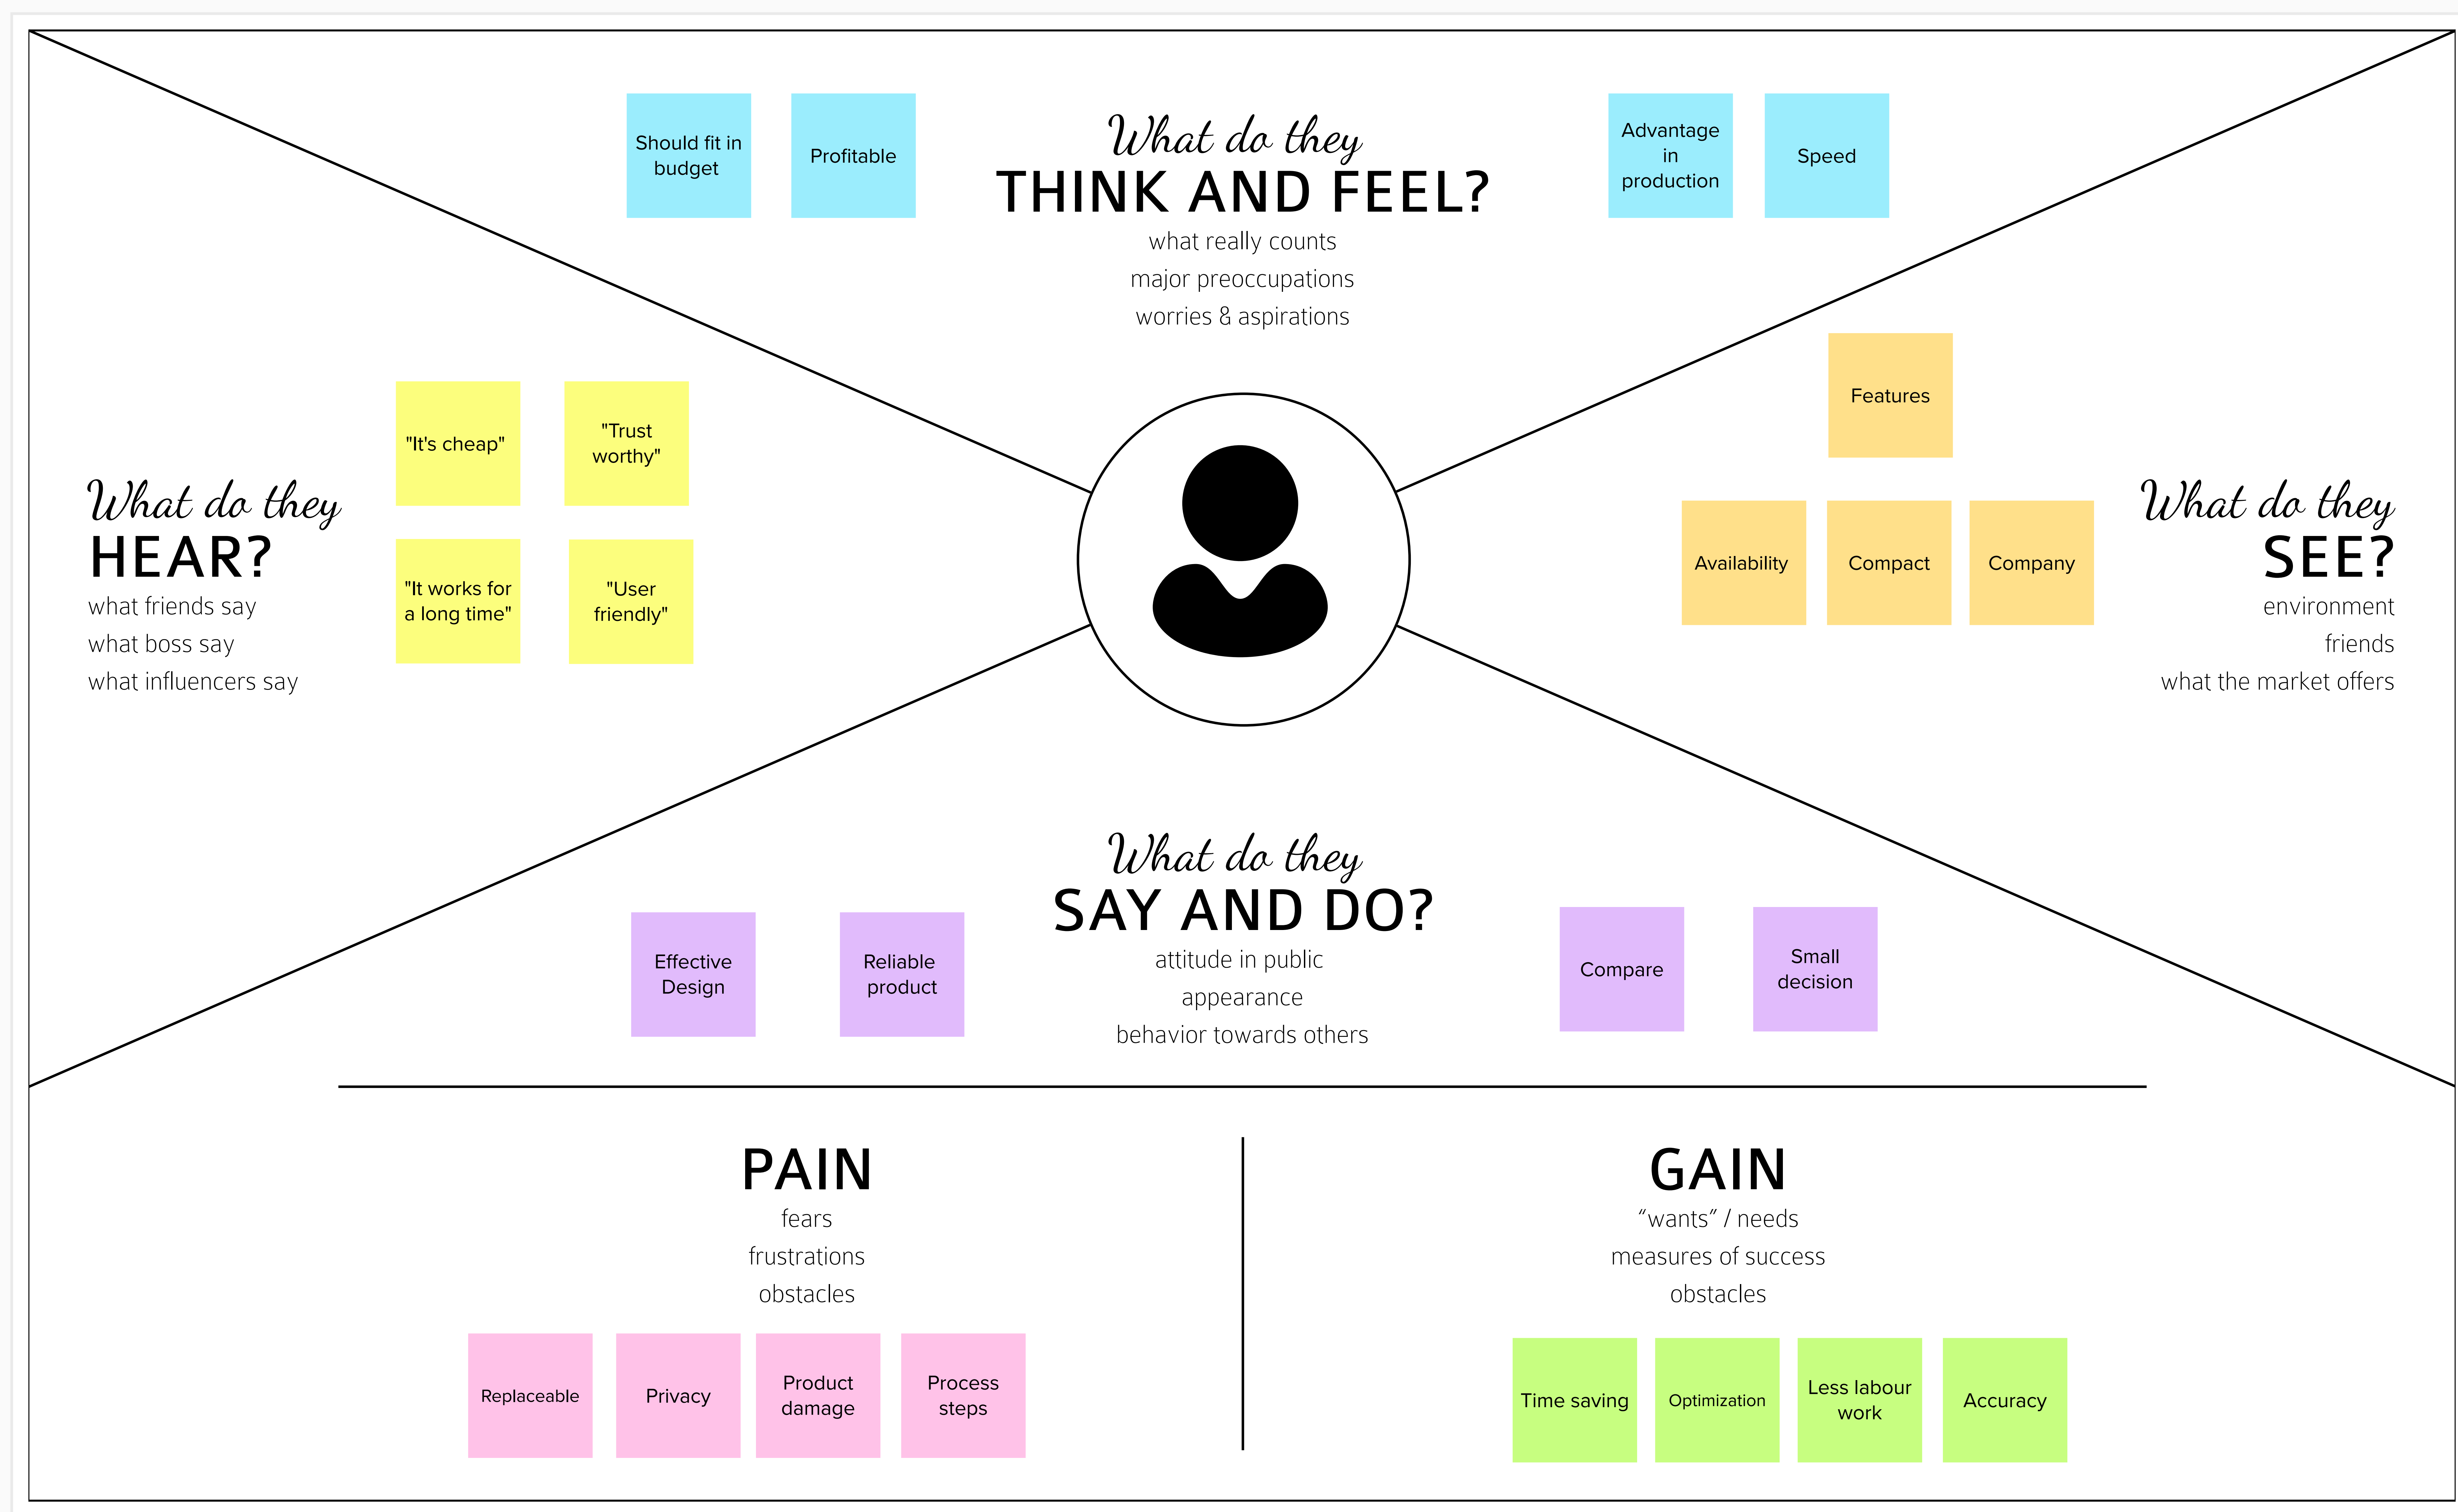 What do they
THINK AND FEEL?
what really counts
major preoccupations
worries & aspirations
Should fit in
budget
Profitable
Advantage
in
production
Speed
What do they
HEAR?
what friends say
what boss say
what influencers say
"It's cheap"
"Trust
worthy"
"It works for
a long time"
"User
friendly"
What do they
SEE?
environment
friends
what the market offers
Features
Availability
Compact
Company
What do they
SAY AND DO?
attitude in public
appearance
behavior towards others
Effective
Design
Reliable
product
Compare
Small
decision
PAIN
fears
frustrations
obstacles
Replaceable
Privacy
Product
damage
Process
steps
GAIN
“wants” / needs
measures of success
obstacles
Time saving
Optimization
Less labour
work
Accuracy